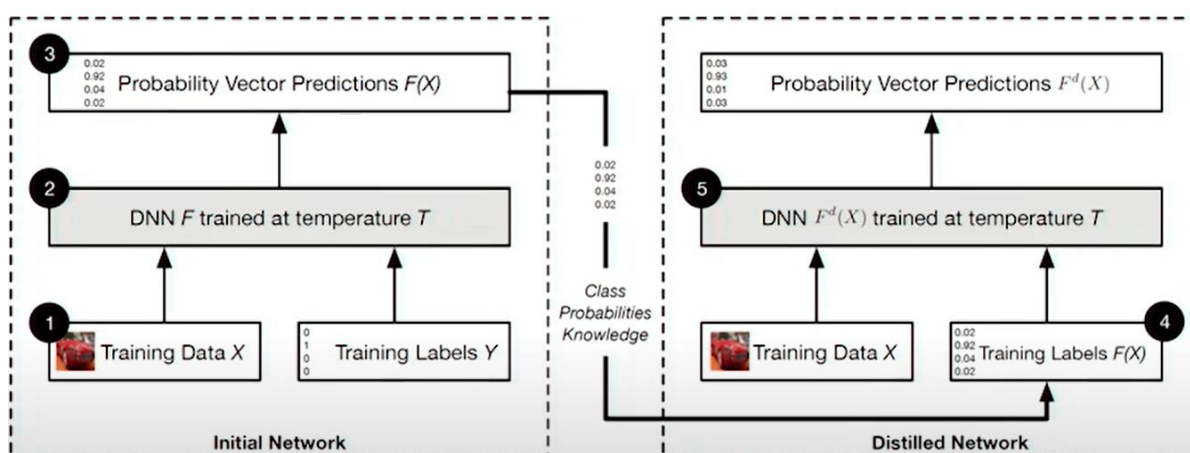 3
0.02
0.92
0.04
0.02
Probability Vector Predictions F(X)
2
DNN F trained at temperature T
1
Training Data X
0
1
0
0
Training Labels Y
Initial Network
0.02
0.92
0.04
0.02
Class
Probabilities
Knowledge
0.03
0.93
0.01
0.03
Probability Vector Predictions F^d(X)
5
DNN F^d(X) trained at temperature T
Training Data X
4
0.02
0.92
0.04
0.02
Training Labels F(X)
Distilled Network